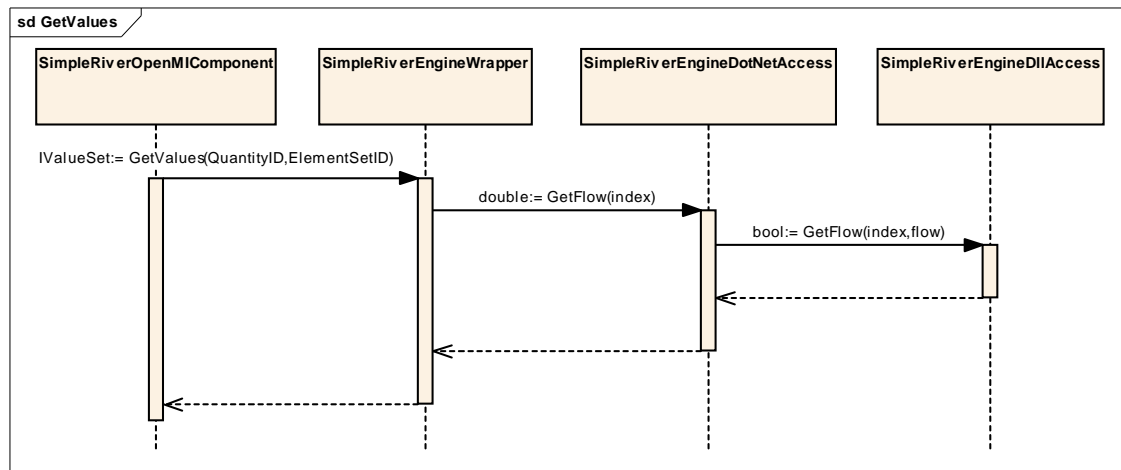 sd GetValues
SimpleRiverOpenMIComponent
SimpleRiverEngineWrapper
SimpleRiverEngineDotNetAccess
SimpleRiverEngineDllAccess
IValueSet:= GetValues(QuantityID,ElementSetID)
double:= GetFlow(index)
bool:= GetFlow(index,flow)